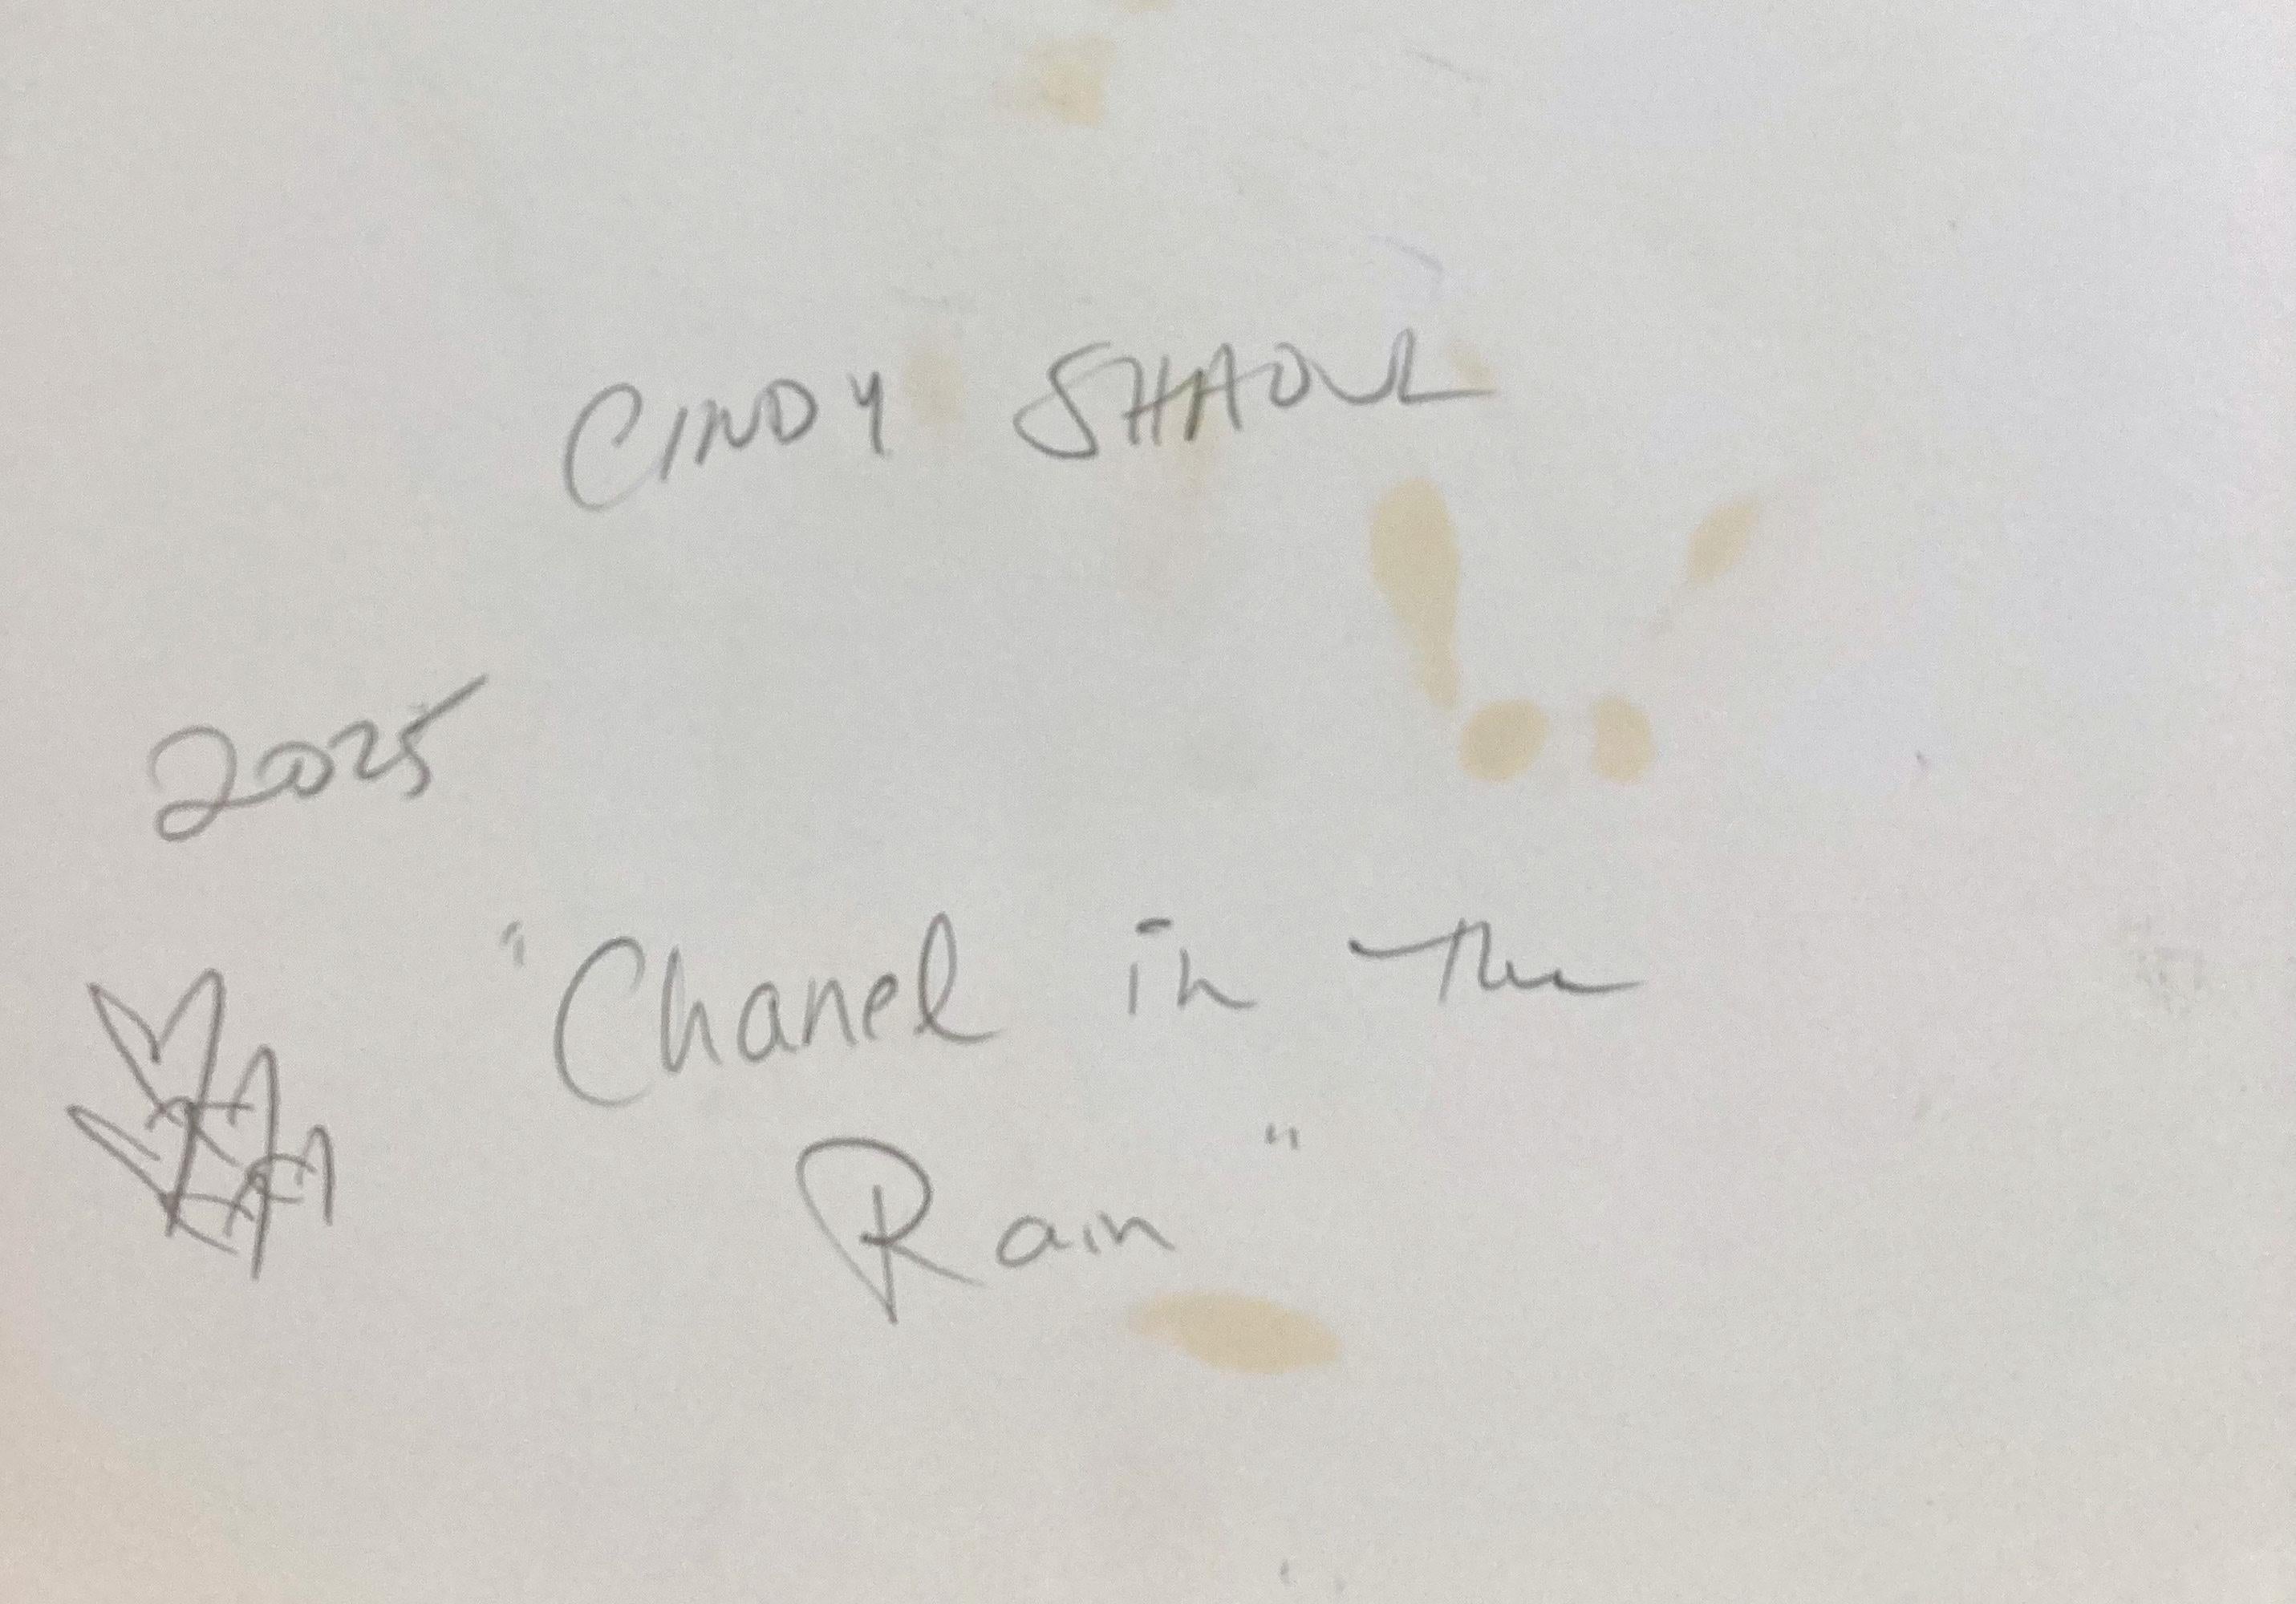 CINDY SHAOUL
2025
"Chanel in the
Rain"